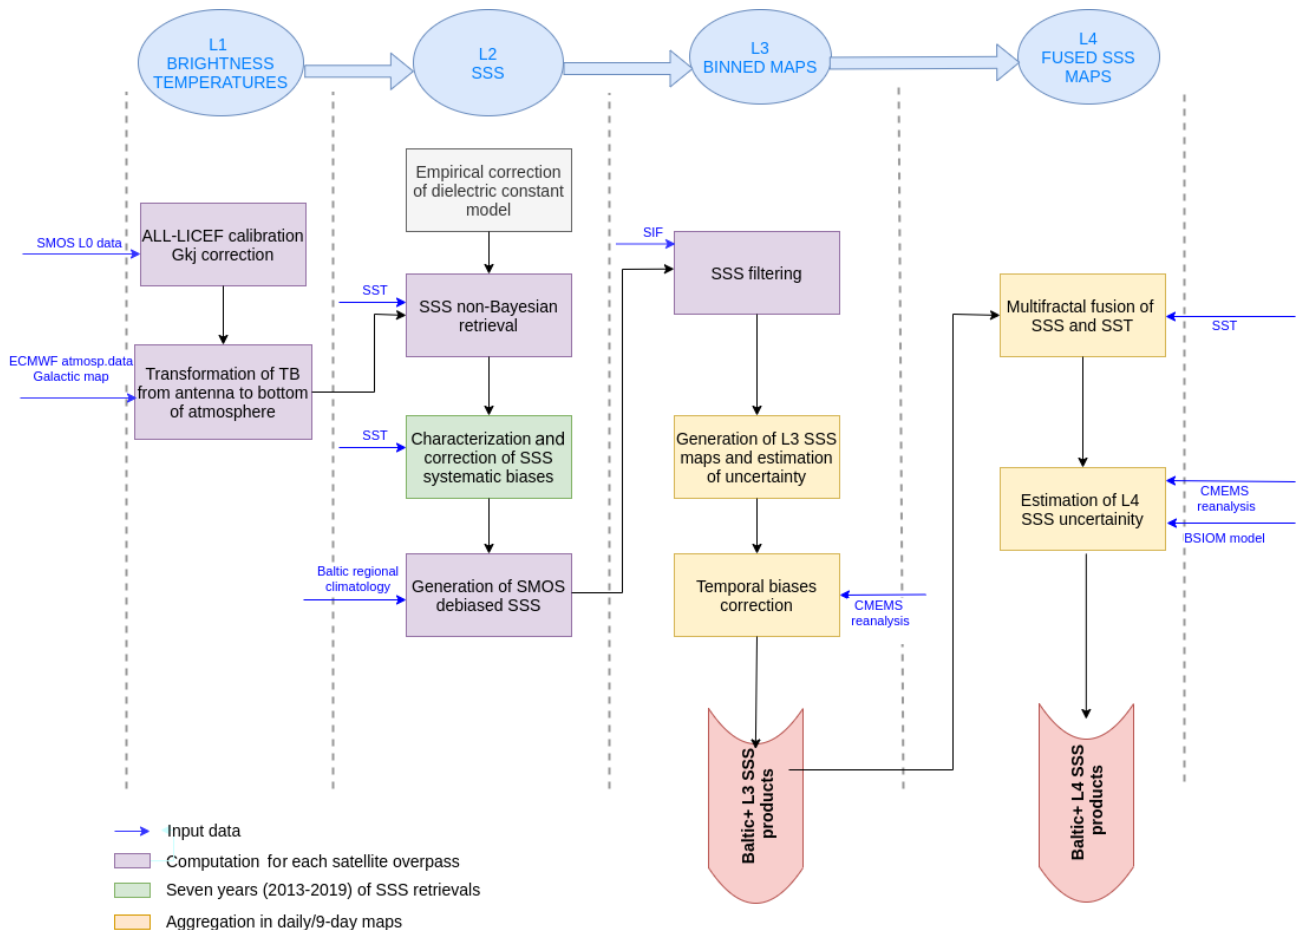 L1
BRIGHTNESS
TEMPERATURES
L2
SSS
L3
BINNED MAPS
L4
FUSED SSS
MAPS
SMOS L0 data
ALL-LICEF calibration
Gkj correction
ECMWF atmosp.data
Galactic map
Transformation of TB
from antenna to bottom
of atmosphere
Empirical correction
of dielectric constant
model
SST
SSS non-Bayesian
retrieval
SST
Characterization and
correction of SSS
systematic biases
Baltic regional
climatology
Generation of SMOS
debiased SSS
SIF
SSS filtering
Generation of L3 SSS
maps and estimation
of uncertainty
Temporal biases
correction
CMEMS
reanalysis
Baltic+ L3 SSS
products
Multifractal fusion of
SSS and SST
SST
Estimation of L4
SSS uncertainity
CMEMS
reanalysis
BSIOM model
Baltic+ L4 SSS
products
Input data
Computation for each satellite overpass
Seven years (2013-2019) of SSS retrievals
Aggregation in daily/9-day maps